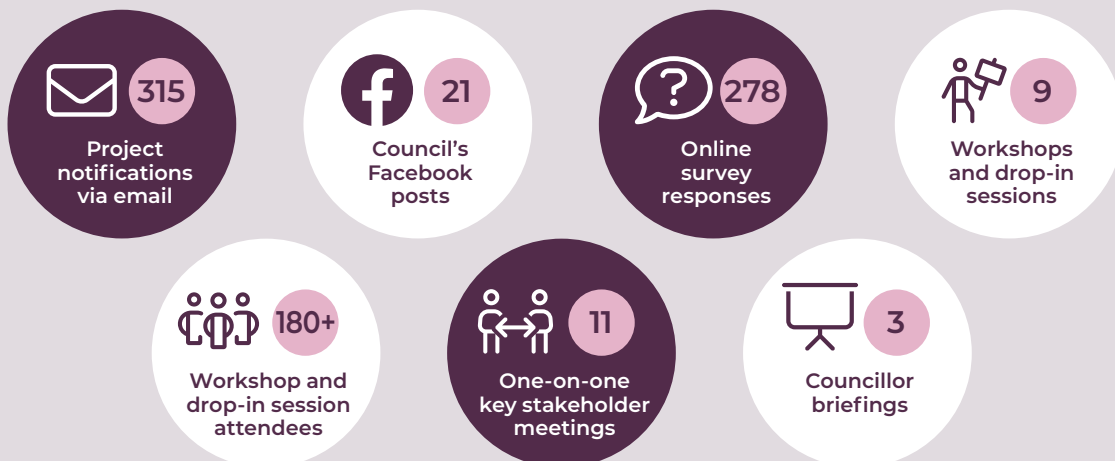 315
Project
notifications
via email
21
Council's
Facebook
posts
?
278
Online
survey
responses
9
Workshops
and drop-in
sessions
180+
Workshop and
drop-in session
attendees
11
One-on-one
key stakeholder
meetings
3
Councillor
briefings